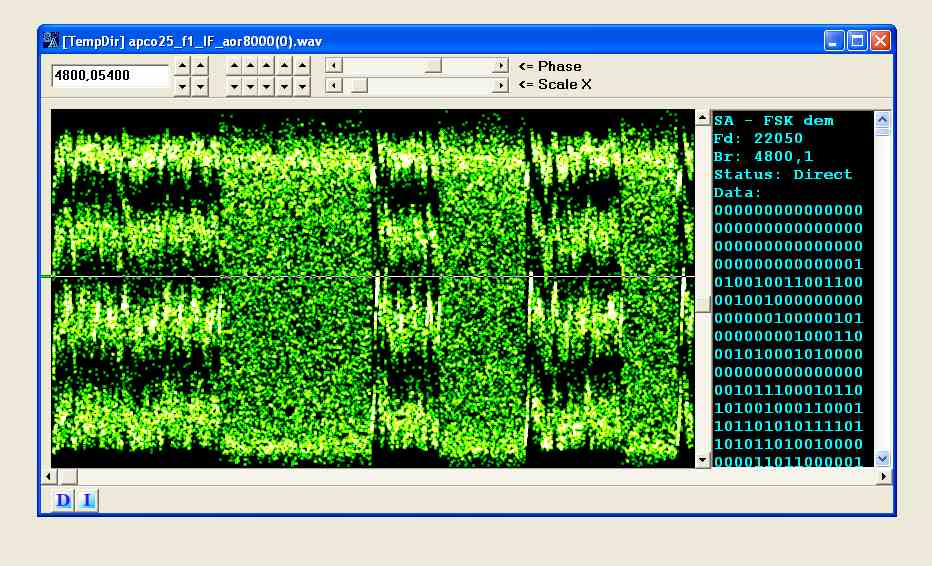 [TempDir] apco25_f1_IF_aor8000(0).wav
4800,05400
<= Phase
<= Scale X
SA - FSK dem
Fd: 22050
Br: 4800,1
Status: Direct
Data:
000000000000000
000000000000000
000000000000000
000000000000001
010010011001100
001001000000000
000000100000101
000000001000110
001010001010000
000000000000000
001011100010110
101001000110001
101101010111101
101011010010000
000011011000001
D I